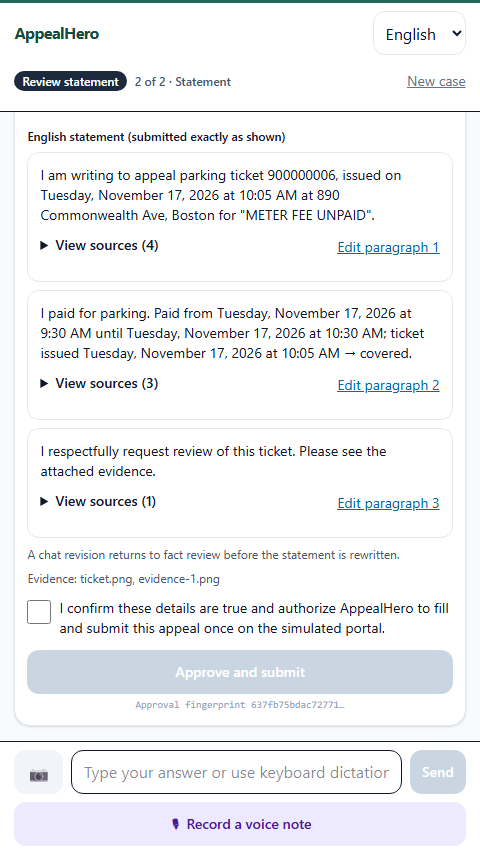 AppealHero
English
Review statement 2 of 2 · Statement
New case
English statement (submitted exactly as shown)
I am writing to appeal parking ticket 900000006, issued on
Tuesday, November 17, 2026 at 10:05 AM at 890
Commonwealth Ave, Boston for "METER FEE UNPAID".
▶ View sources (4)
Edit paragraph 1
I paid for parking. Paid from Tuesday, November 17, 2026 at
9:30 AM until Tuesday, November 17, 2026 at 10:30 AM; ticket
issued Tuesday, November 17, 2026 at 10:05 AM → covered.
▶ View sources (3)
Edit paragraph 2
I respectfully request review of this ticket. Please see the
attached evidence.
▶ View sources (1)
Edit paragraph 3
A chat revision returns to fact review before the statement is rewritten.
Evidence: ticket.png, evidence-1.png
I confirm these details are true and authorize AppealHero to fill
and submit this appeal once on the simulated portal.
Approve and submit
Approval fingerprint 637fb75bdac72771…
Type your answer or use keyboard dictation
Send
Record a voice note